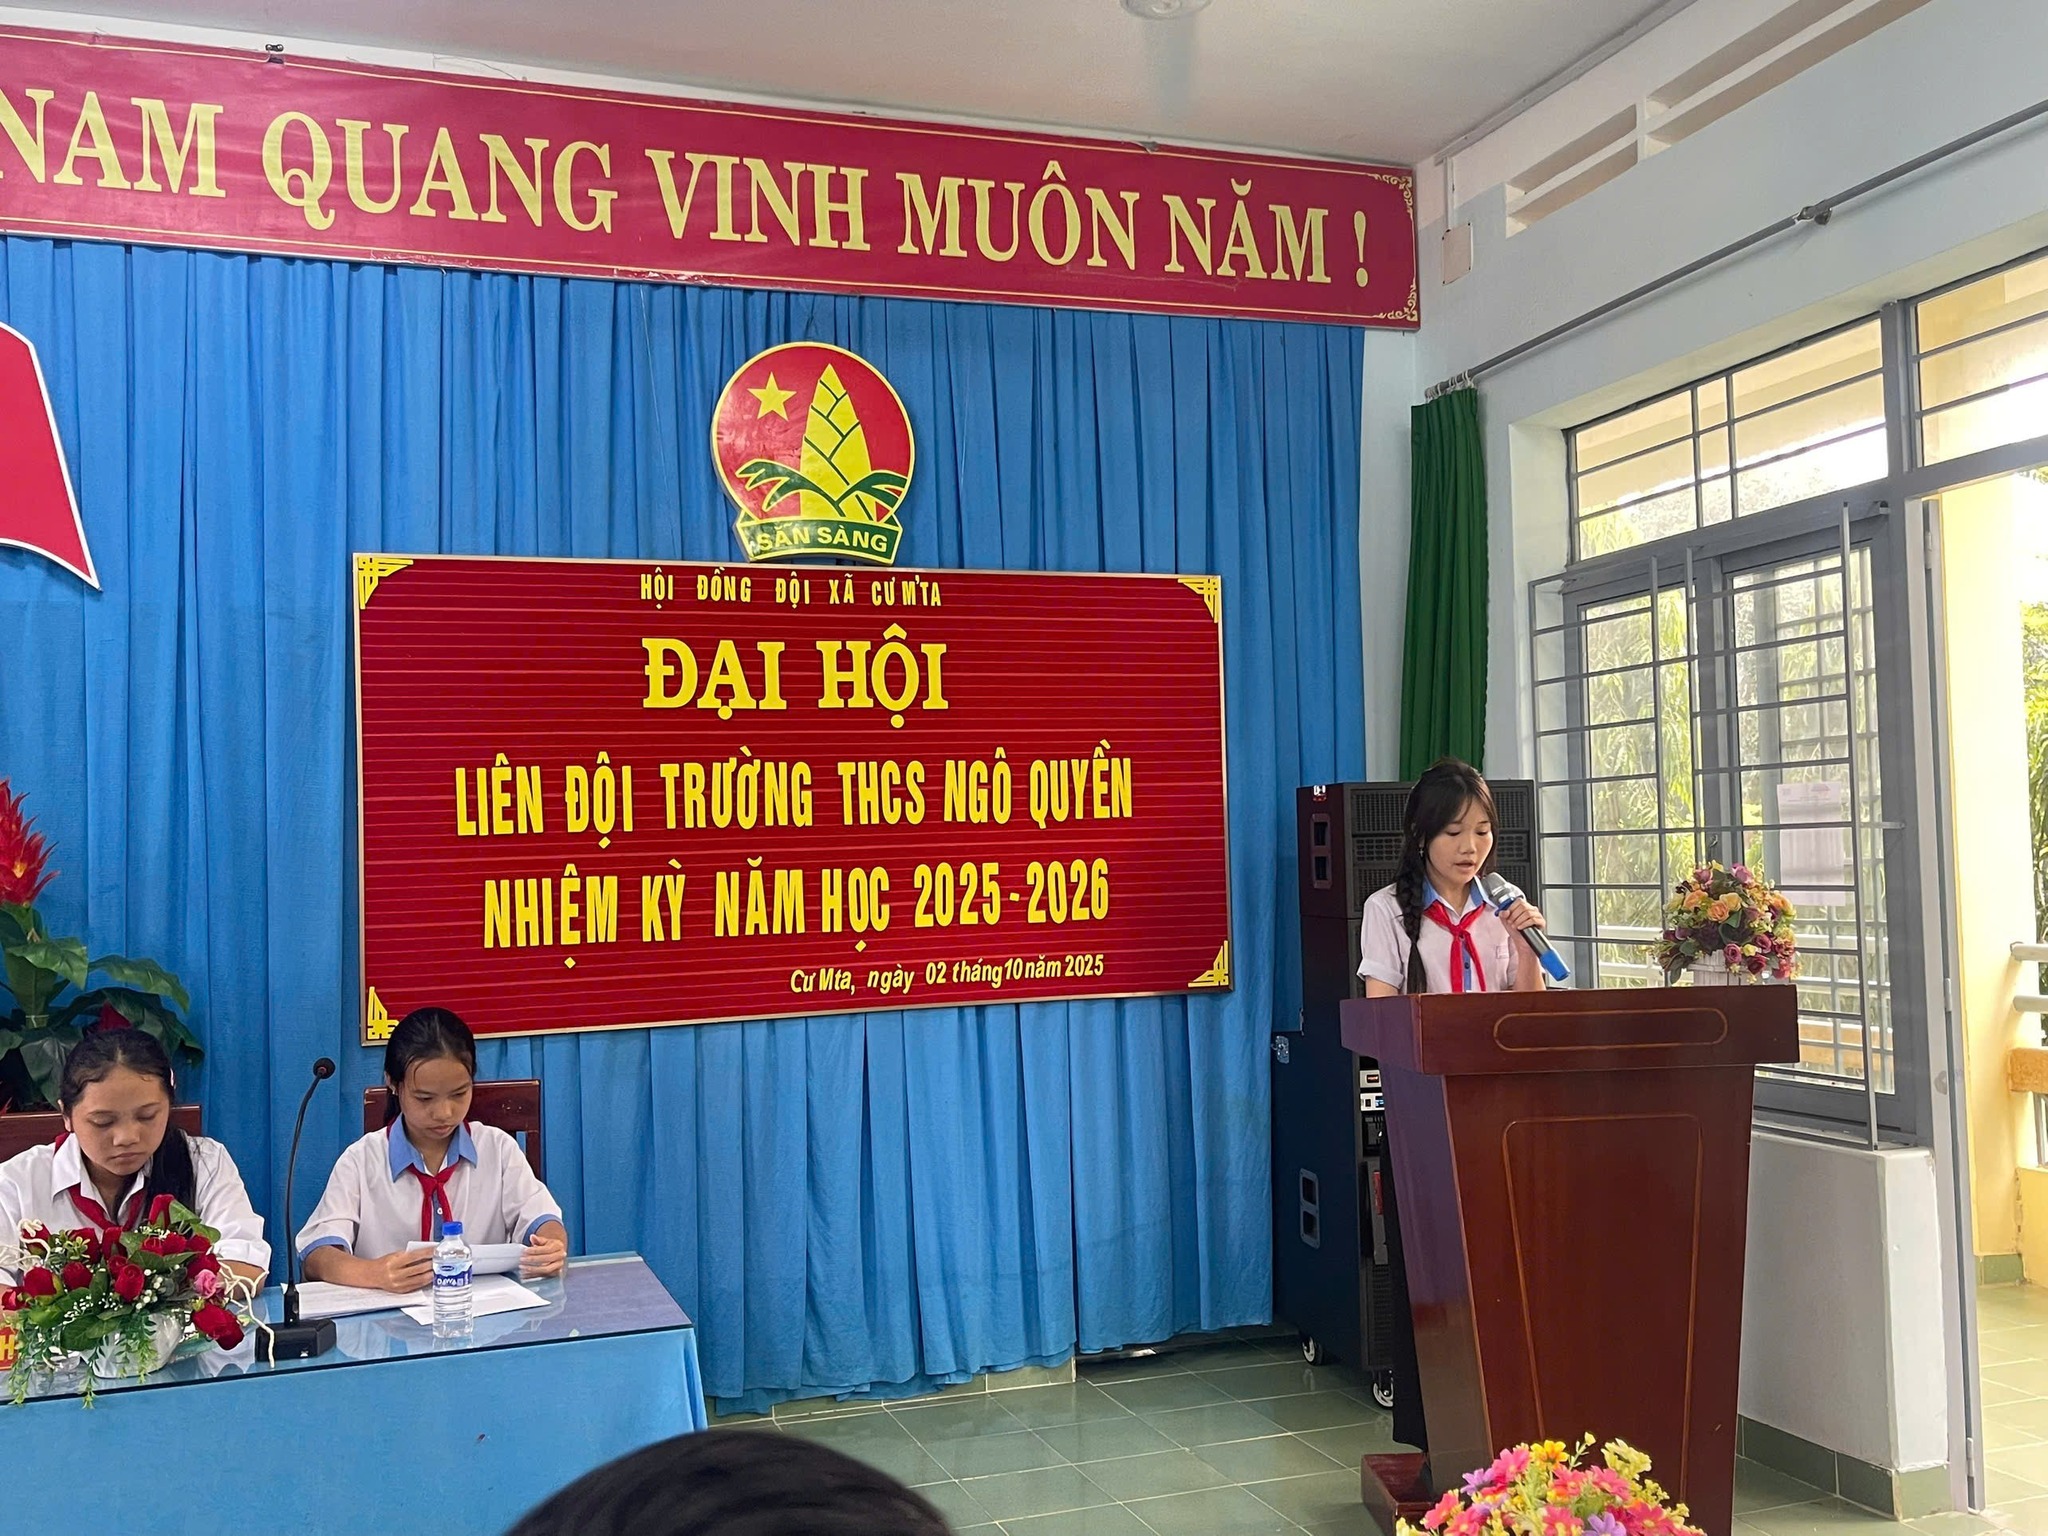 NAM QUANG VINH MUÔN NĂM !
SẴN SÀNG
HỘI ĐỒNG ĐỘI XÃ CƯ M'TA
ĐẠI HỘI
LIÊN ĐỘI TRƯỜNG THCS NGÔ QUYỀN
NHIỆM KỲ NĂM HỌC 2025-2026
Cư Mta, ngày 02 tháng 10 năm 2025